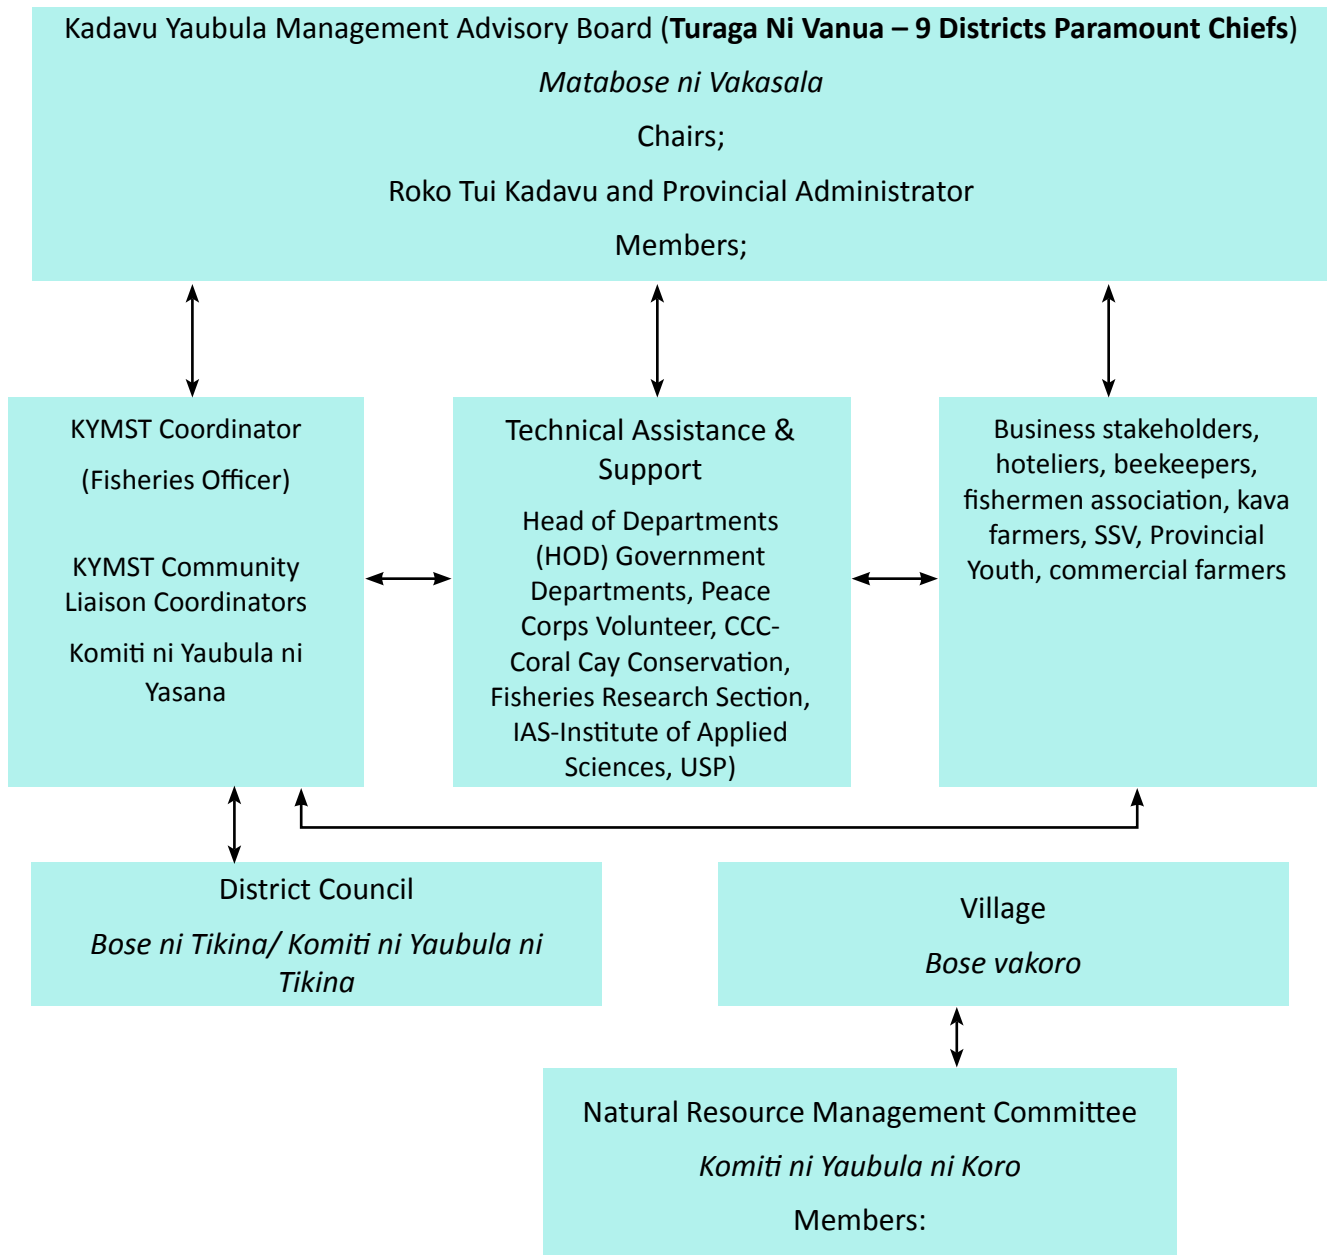 Kadavu Yaubula Management Advisory Board (Turaga Ni Vanua – 9 Districts Paramount Chiefs)
Matabose ni Vakasala
Chairs;
Roko Tui Kadavu and Provincial Administrator
Members;
KYMST Coordinator
(Fisheries Officer)
KYMST Community
Liaison Coordinators
Komiti ni Yaubula ni
Yasana
Technical Assistance &
Support
Head of Departments
(HOD) Government
Departments, Peace
Corps Volunteer, CCC-
Coral Cay Conservation,
Fisheries Research Section,
IAS-Institute of Applied
Sciences, USP)
Business stakeholders,
hoteliers, beekeepers,
fishermen association, kava
farmers, SSV, Provincial
Youth, commercial farmers
District Council
Bose ni Tikina/ Komiti ni Yaubula ni
Tikina
Village
Bose vakoro
Natural Resource Management Committee
Komiti ni Yaubula ni Koro
Members: